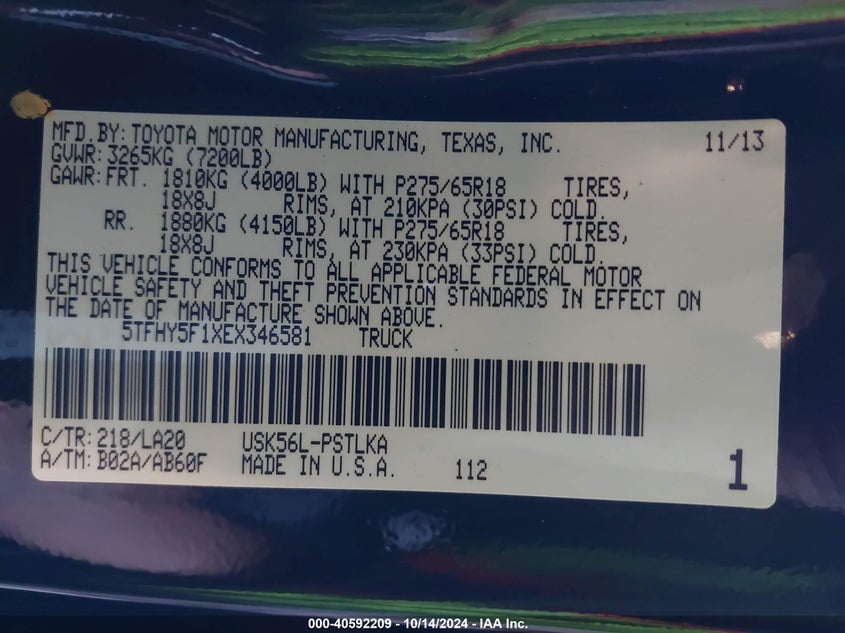 MFD.BY: TOYOTA MOTOR MANUFACTURING, TEXAS, INC. 11/13
GVWR: 3265KG (7200LB)
GAWR: FRT. 1810KG (4000LB) WITH P275/65R18 TIRES,
18X8J RIMS, AT 210KPA (30PSI) COLD.
RR. 1880KG (4150LB) WITH P275/65R18 TIRES,
18X8J RIMS, AT 230KPA (33PSI) COLD.
THIS VEHICLE CONFORMS TO ALL APPLICABLE FEDERAL MOTOR
VEHICLE SAFETY AND THEFT PREVENTION STANDARDS IN EFFECT ON
THE DATE OF MANUFACTURE SHOWN ABOVE.
5TFHY5F1XEX346581 TRUCK
C/TR: 218/LA20 USK56L-PSTLKA
A/TM: B02A/AB60F MADE IN U.S.A. 112 1
000-40592209 - 10/14/2024 - IAA Inc.